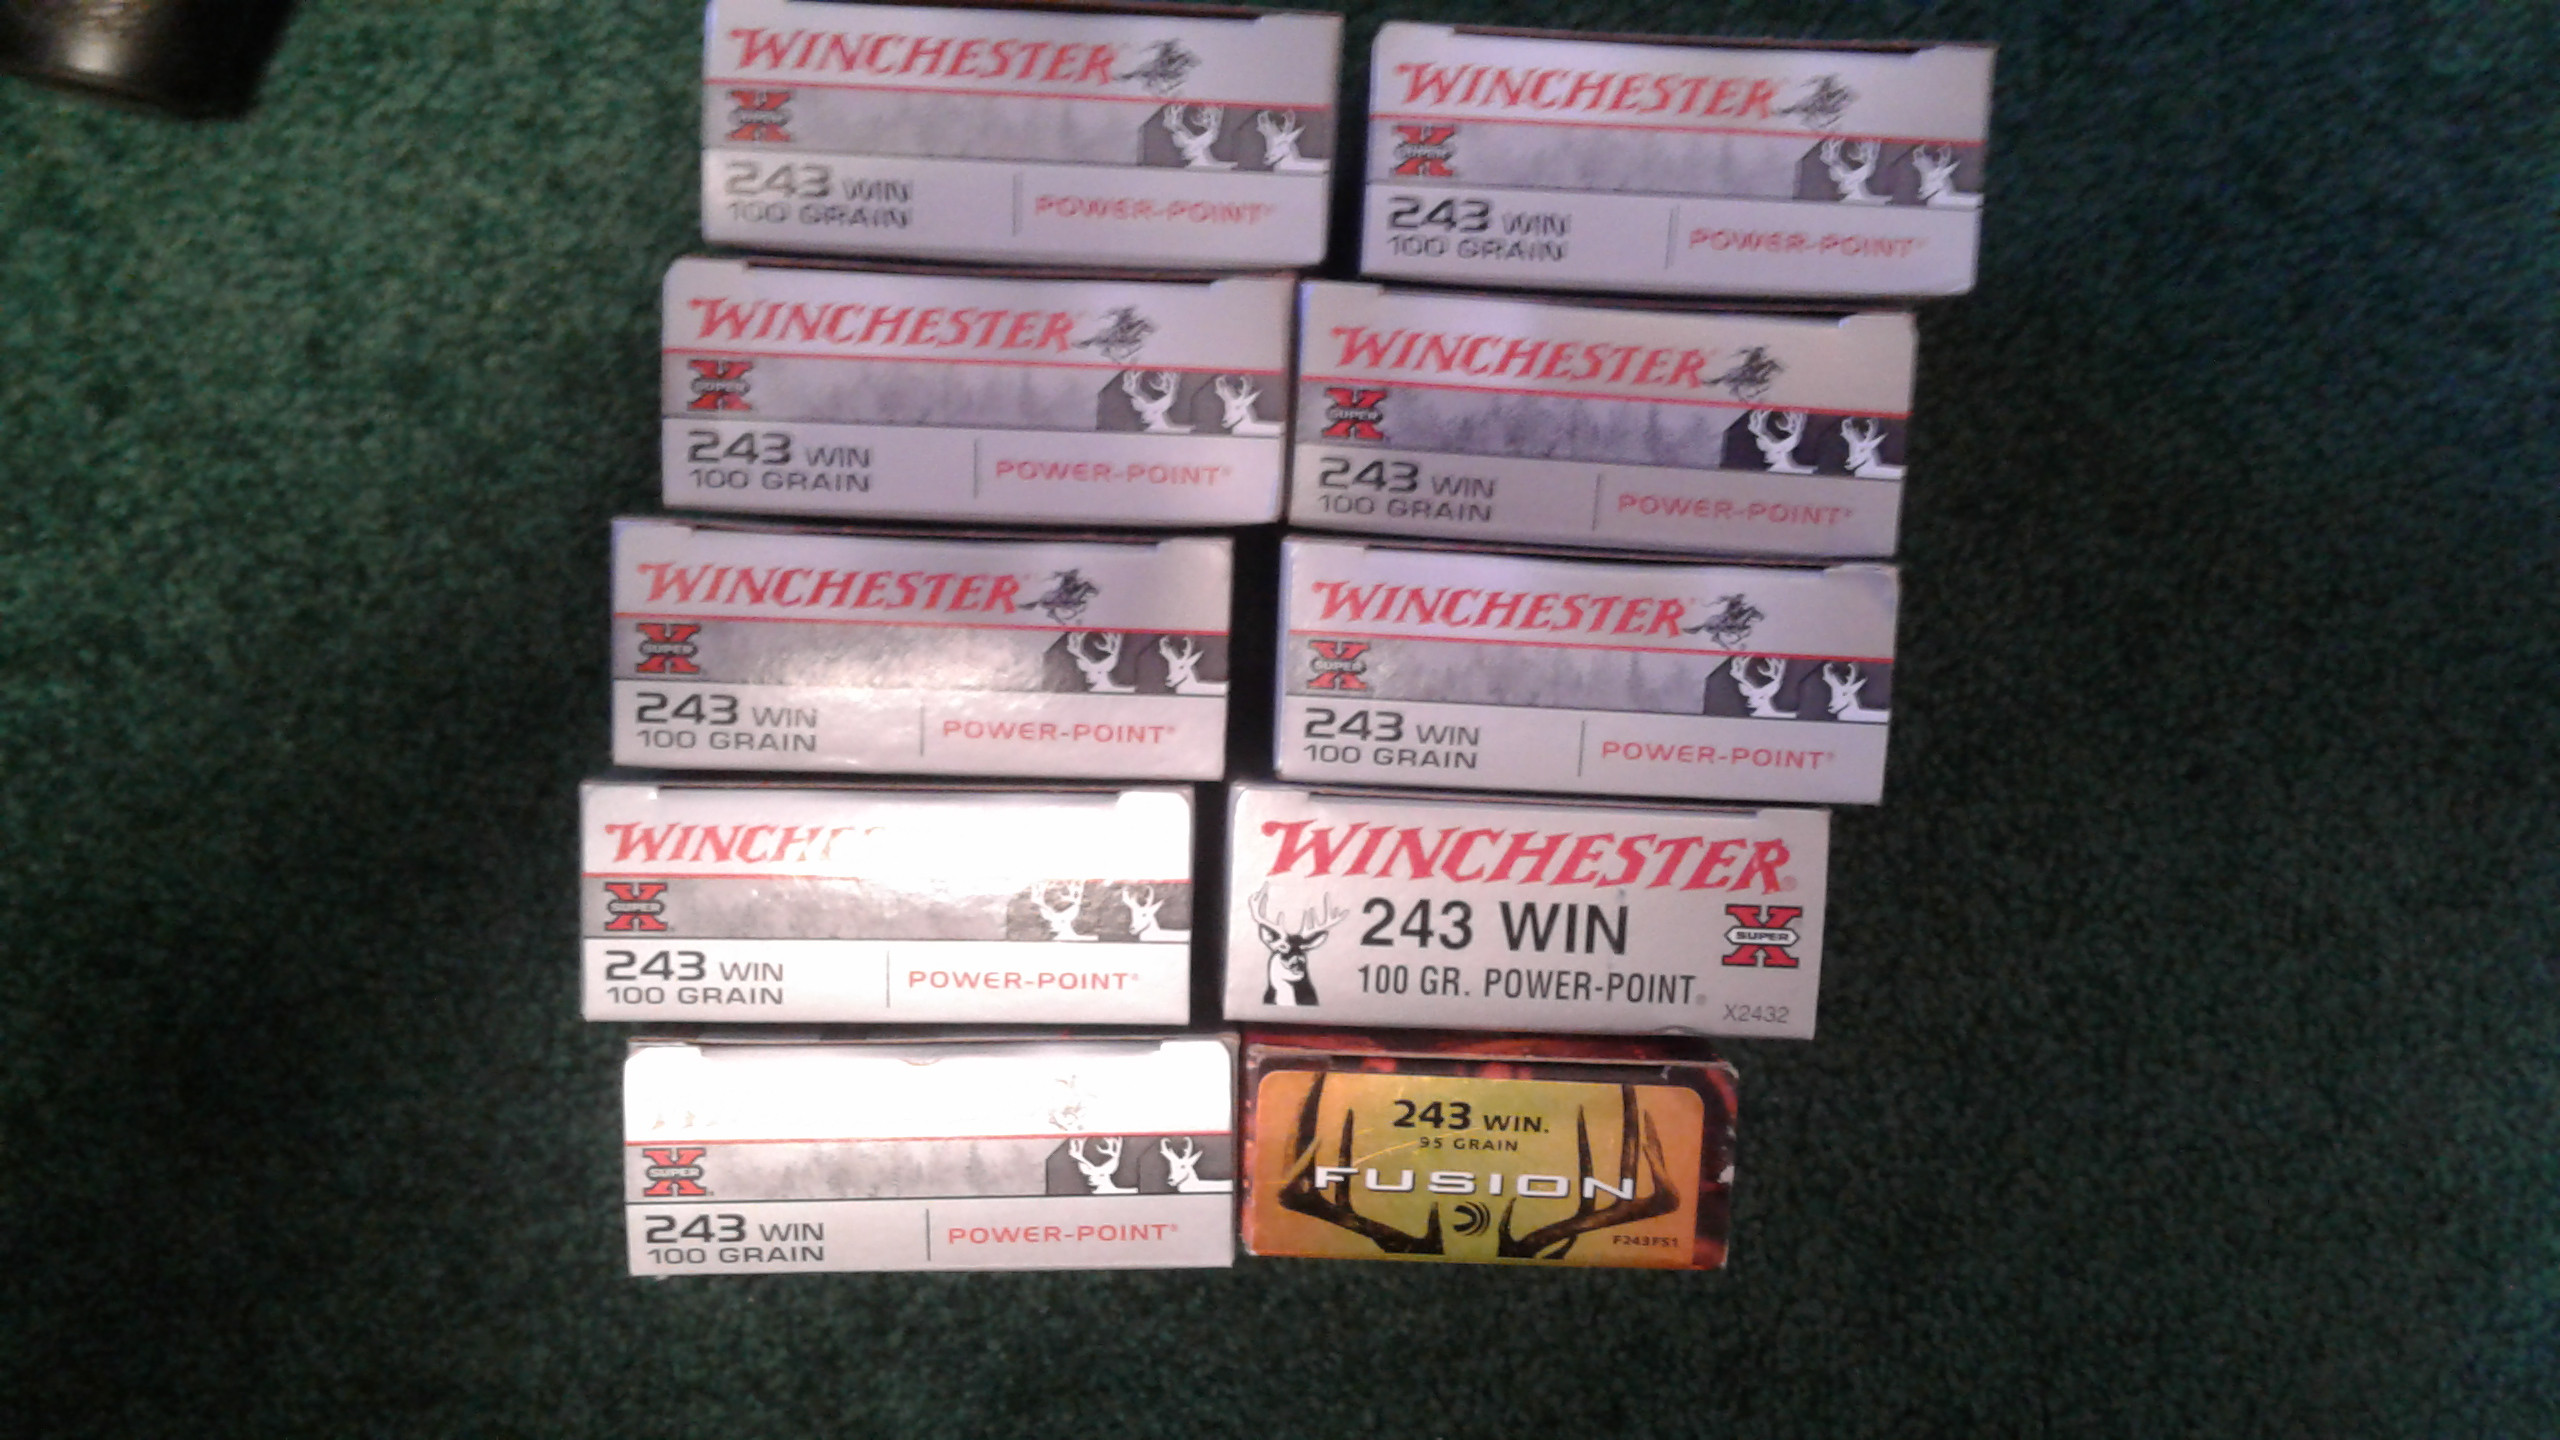 WINCHESTER
SUPER X
243 WIN
100 GRAIN
POWER-POINT®
WINCHESTER
SUPER X
243 WIN
100 GRAIN
POWER-POINT®
WINCHESTER
SUPER X
243 WIN
100 GRAIN
POWER-POINT®
WINCHESTER
SUPER X
243 WIN
100 GRAIN
POWER-POINT®
WINCHESTER
SUPER X
243 WIN
100 GRAIN
POWER-POINT®
WINCHESTER
SUPER X
243 WIN
100 GRAIN
POWER-POINT®
WINCH
SUPER X
243 WIN
100 GRAIN
POWER-POINT®
WINCHESTER®
243 WIN
SUPER X
100 GR. POWER-POINT®
X2432
SUPER X
243 WIN
100 GRAIN
POWER-POINT®
243 WIN.
95 GRAIN
FUSION
F243FS1